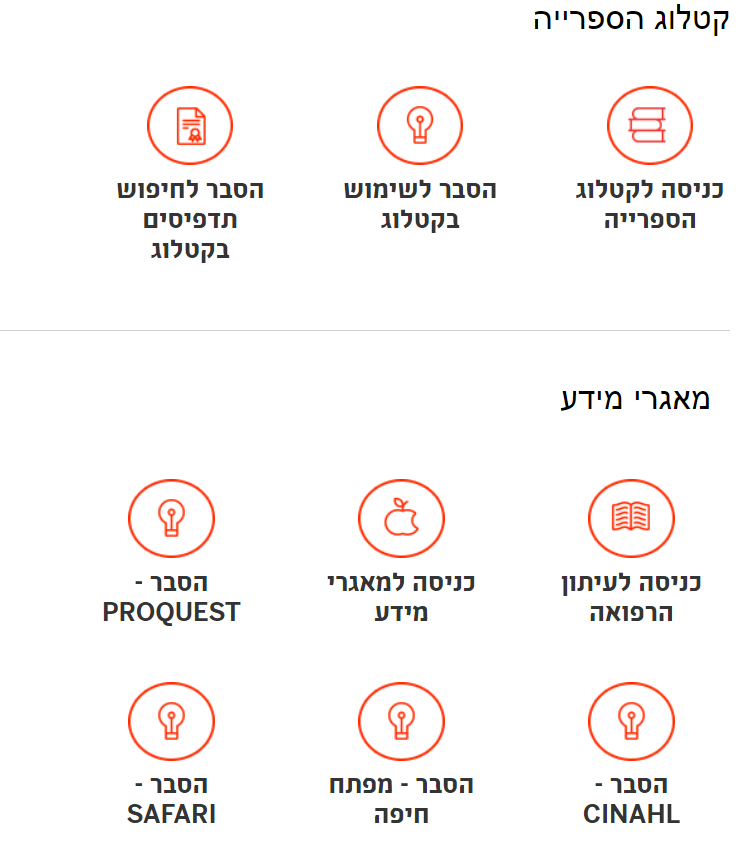 קטלוג הספרייה
כניסה לקטלוג
הספרייה
הסבר לשימוש
בקטלוג
הסבר לחיפוש
תדפיסים
בקטלוג
מאגרי מידע
כניסה לעיתון
הרפואה
כניסה למאגרי
מידע
הסבר -
PROQUEST
הסבר -
CINAHL
הסבר - מפתח
חיפה
הסבר -
SAFARI